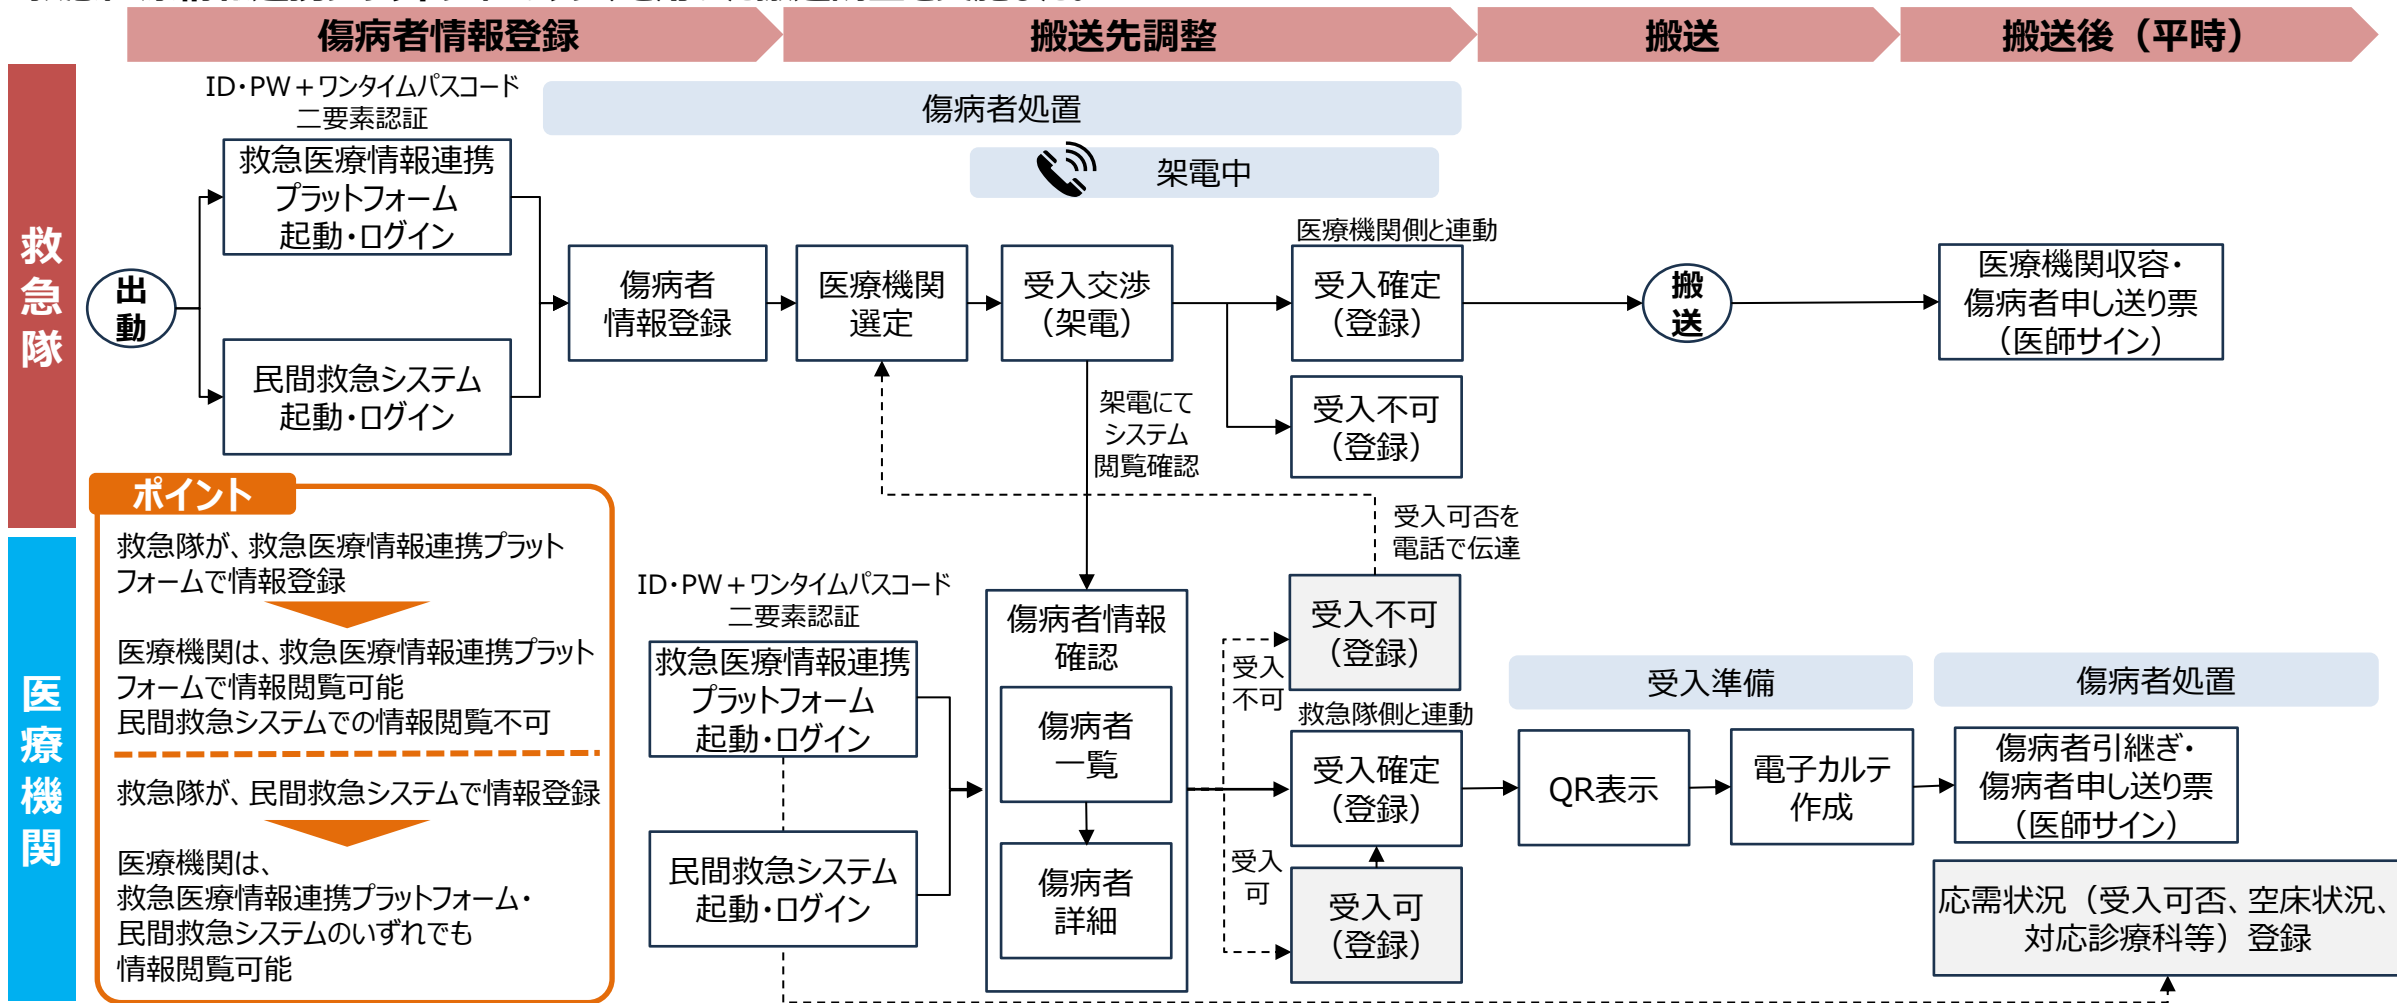 傷病者情報登録
搬送先調整
搬送
搬送後（平時）
救急隊
ID・PW＋ワンタイムパスコード
二要素認証
傷病者処置
架電中
救急医療情報連携
プラットフォーム
起動・ログイン
出動
民間救急システム
起動・ログイン
傷病者
情報登録
医療機関
選定
受入交渉
（架電）
医療機関側と連動
受入確定
（登録）
受入不可
（登録）
搬送
医療機関収容・
傷病者申し送り票
（医師サイン）
架電にて
システム
閲覧確認
受入可否を
電話で伝達
ポイント
救急隊が、救急医療情報連携プラット
フォームで情報登録
医療機関は、救急医療情報連携プラット
フォームで情報閲覧可能
民間救急システムでの情報閲覧不可
救急隊が、民間救急システムで情報登録
医療機関は、
救急医療情報連携プラットフォーム・
民間救急システムのいずれでも
情報閲覧可能
医療機関
ID・PW＋ワンタイムパスコード
二要素認証
救急医療情報連携
プラットフォーム
起動・ログイン
民間救急システム
起動・ログイン
傷病者情報
確認
傷病者
一覧
傷病者
詳細
受入
不可
受入
可
受入不可
（登録）
救急隊側と連動
受入確定
（登録）
受入可
（登録）
受入準備
QR表示
電子カルテ
作成
傷病者処置
傷病者引継ぎ・
傷病者申し送り票
（医師サイン）
応需状況（受入可否、空床状況、
対応診療科等）登録